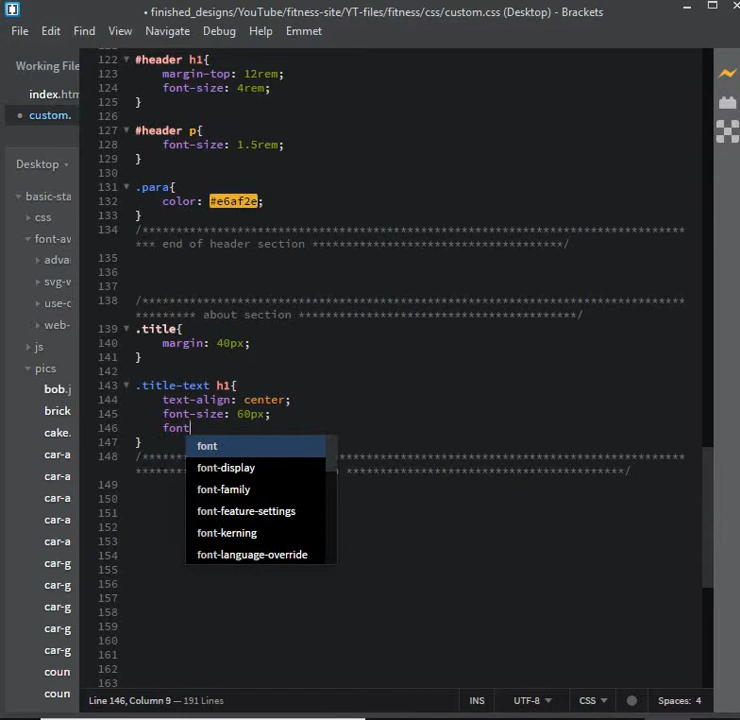 • finished_designs/YouTube/fitness-site/YT-files/fitness/css/custom.css (Desktop) - Brackets
File Edit Find View Navigate Debug Help Emmet
Working File
index.htm
custom.
Desktop
basic-sta
css
font-aw
advan
svg-w
use-o
web-
js
pics
bob.j
brick
cake.
car-a
car-a
car-a
car-a
car-g
car-g
car-g
car-g
coun
coun
122 #header h1{
123 margin-top: 12rem;
124 font-size: 4rem;
125 }
126
127 #header p{
128 font-size: 1.5rem;
129 }
130
131 .para{
132 color: #e6af2e;
133 }
134 /********************************************************************************
*** end of header section *************************************/
135
136
137
138 /********************************************************************************
********* about section *****************************************/
139 .title{
140 margin: 40px;
141 }
142
143 .title-text h1{
144 text-align: center;
145 font-size: 60px;
146 font
147 }
148 /********************************************************************************
*****************************************/
font
font-display
font-family
font-feature-settings
font-kerning
font-language-override
149
150
151
152
153
154
155
156
157
158
159
160
161
162
163
Line 146, Column 9 — 191 Lines INS UTF-8 CSS Spaces: 4